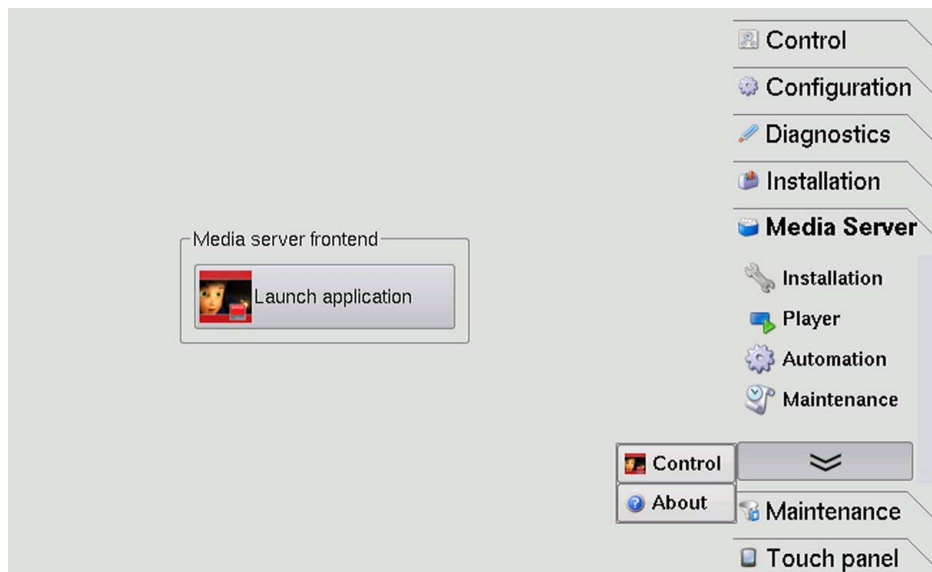 Control
Configuration
Diagnostics
Installation
Media Server
Media server frontend
Launch application
Installation
Player
Automation
Maintenance
Control
About
Maintenance
Touch panel